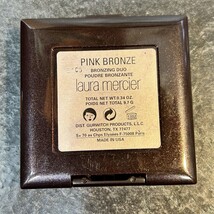 PINK BRONZE
BRONZING DUO
POUDRE BRONZANTE
laura mercier
TOTAL NET WT 0.34 OZ.
POIDS NET TOTAL 9.7 G
DIST. GURWITCH PRODUCTS, L.L.C.
HOUSTON, TX 77477
MADE IN USA